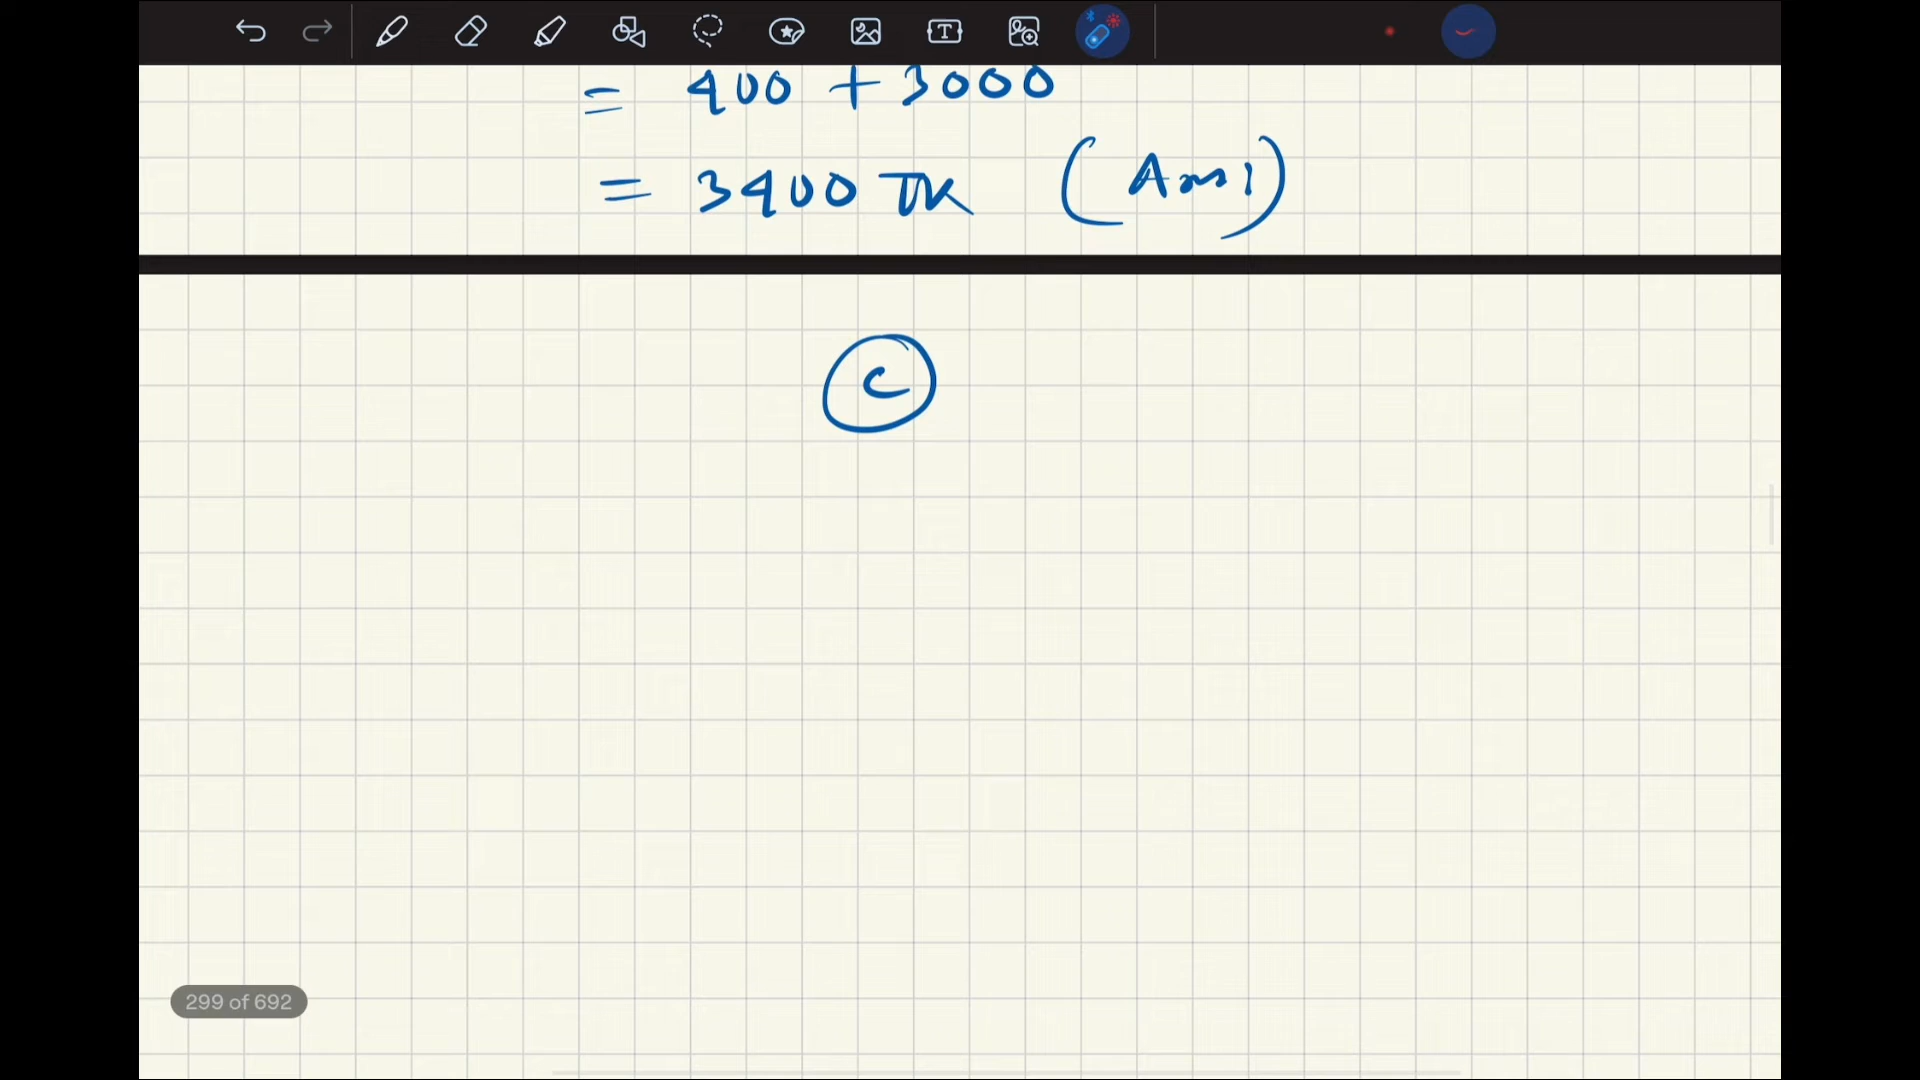 = 400 + 3000
= 3400 TK (Ans)
C
299 of 692